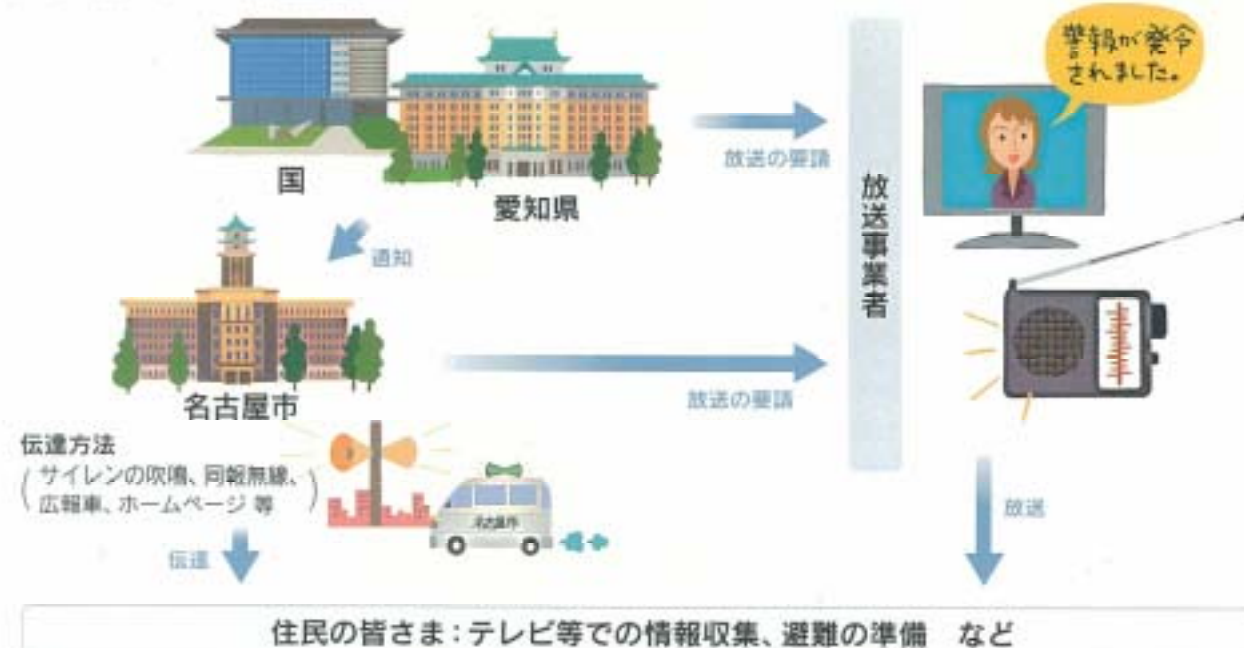 警報が発令
されました。
国
愛知県
放送の要請
放送事業者
通知
名古屋市
放送の要請
伝達方法
（サイレンの吹鳴、同報無線、
広報車、ホームページ 等）
名古屋市
伝達
放送
住民の皆さま：テレビ等での情報収集、避難の準備　など